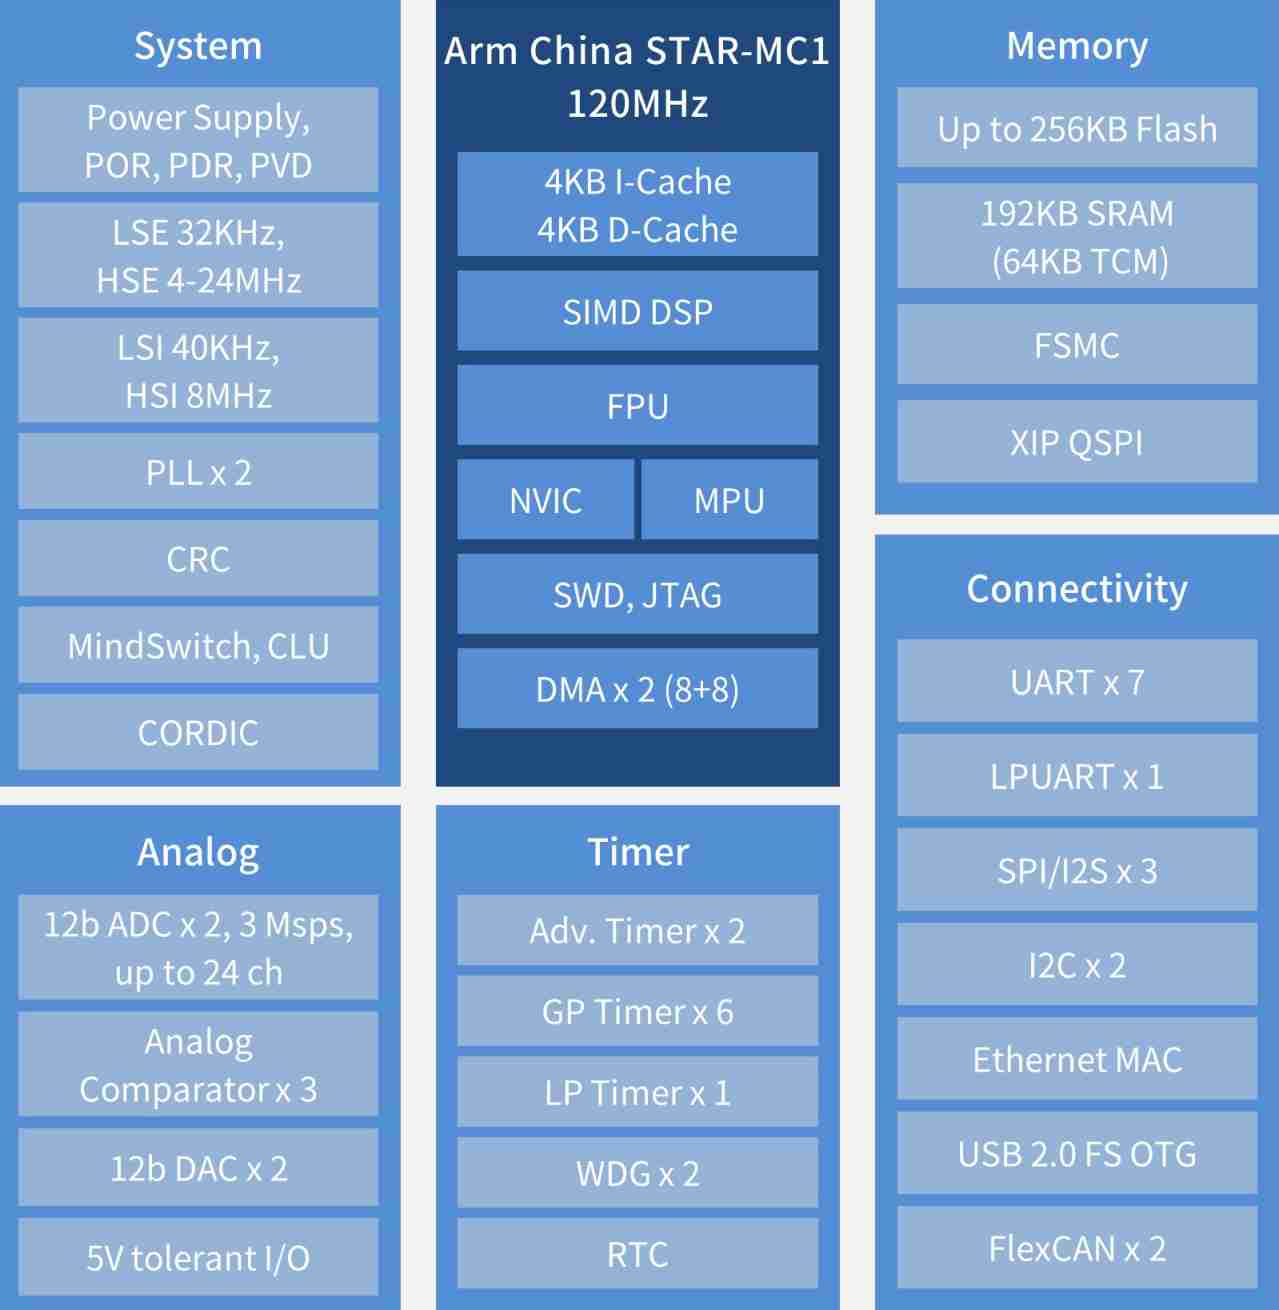 System
Power Supply,
POR, PDR, PVD
LSE 32KHz,
HSE 4-24MHz
LSI 40KHz,
HSI 8MHz
PLL x 2
CRC
MindSwitch, CLU
CORDIC
Arm China STAR-MC1
120MHz
4KB I-Cache
4KB D-Cache
SIMD DSP
FPU
NVIC
MPU
SWD, JTAG
DMA x 2 (8+8)
Memory
Up to 256KB Flash
192KB SRAM
(64KB TCM)
FSMC
XIP QSPI
Connectivity
UART x 7
LPUART x 1
SPI/I2S x 3
I2C x 2
Ethernet MAC
USB 2.0 FS OTG
FlexCAN x 2
Analog
12b ADC x 2, 3 Msps,
up to 24 ch
Analog
Comparator x 3
12b DAC x 2
5V tolerant I/O
Timer
Adv. Timer x 2
GP Timer x 6
LP Timer x 1
WDG x 2
RTC